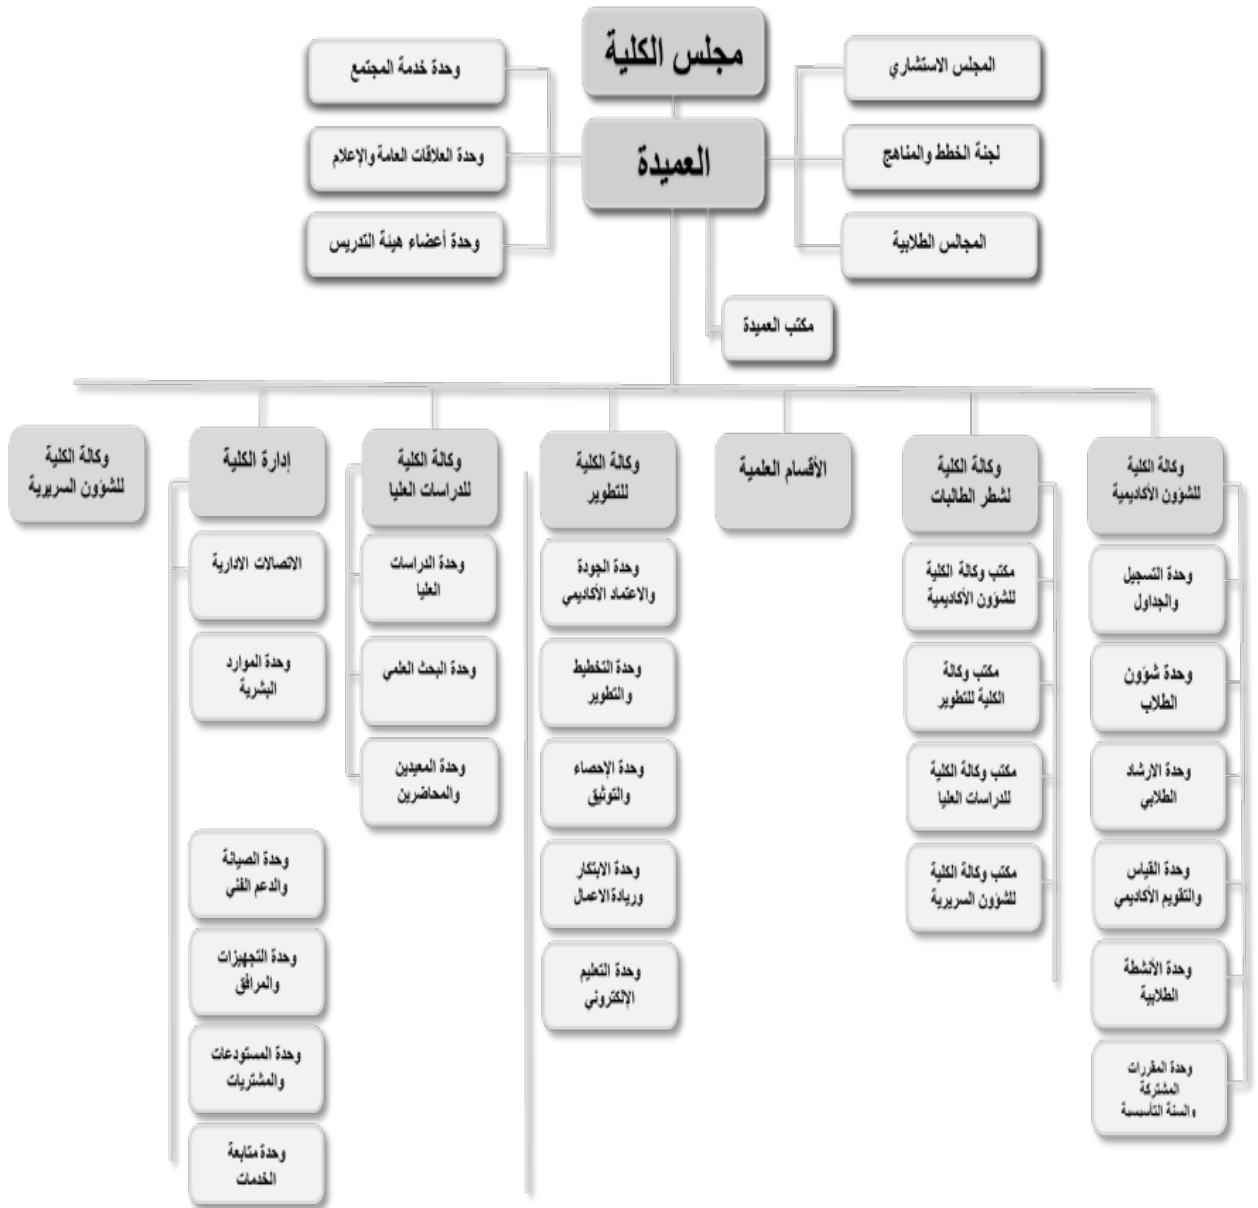 مجلس الكلية
العميدة
المجلس الاستشاري
لجنة الخطط والمناهج
المجالس الطلابية
وحدة خدمة المجتمع
وحدة العلاقات العامة والإعلام
وحدة أعضاء هيئة التدريس
مكتب العميدة
وكالة الكلية
للشؤون الأكاديمية
وحدة التسجيل
والجداول
وحدة شؤون
الطلاب
وحدة الارشاد
الطلابي
وحدة القياس
والتقويم الأكاديمي
وحدة الأنشطة
الطلابية
وحدة المقررات
المشتركة
والسنة التأسيسية
وكالة الكلية
لشطر الطالبات
مكتب وكالة الكلية
للشؤون الأكاديمية
مكتب وكالة
الكلية للتطوير
مكتب وكالة الكلية
للدراسات العليا
مكتب وكالة الكلية
للشؤون السريرية
الأقسام العلمية
وكالة الكلية
للتطوير
وحدة الجودة
والاعتماد الأكاديمي
وحدة التخطيط
والتطوير
وحدة الإحصاء
والتوثيق
وحدة الابتكار
وريادة الاعمال
وحدة التعليم
الإلكتروني
وكالة الكلية
للدراسات العليا
وحدة الدراسات
العليا
وحدة البحث العلمي
وحدة المعيدين
والمحاضرين
إدارة الكلية
الاتصالات الادارية
وحدة الموارد
البشرية
وحدة الصيانة
والدعم الفني
وحدة التجهيزات
والمرافق
وحدة المستودعات
والمشتريات
وحدة متابعة
الخدمات
وكالة الكلية
للشؤون السريرية